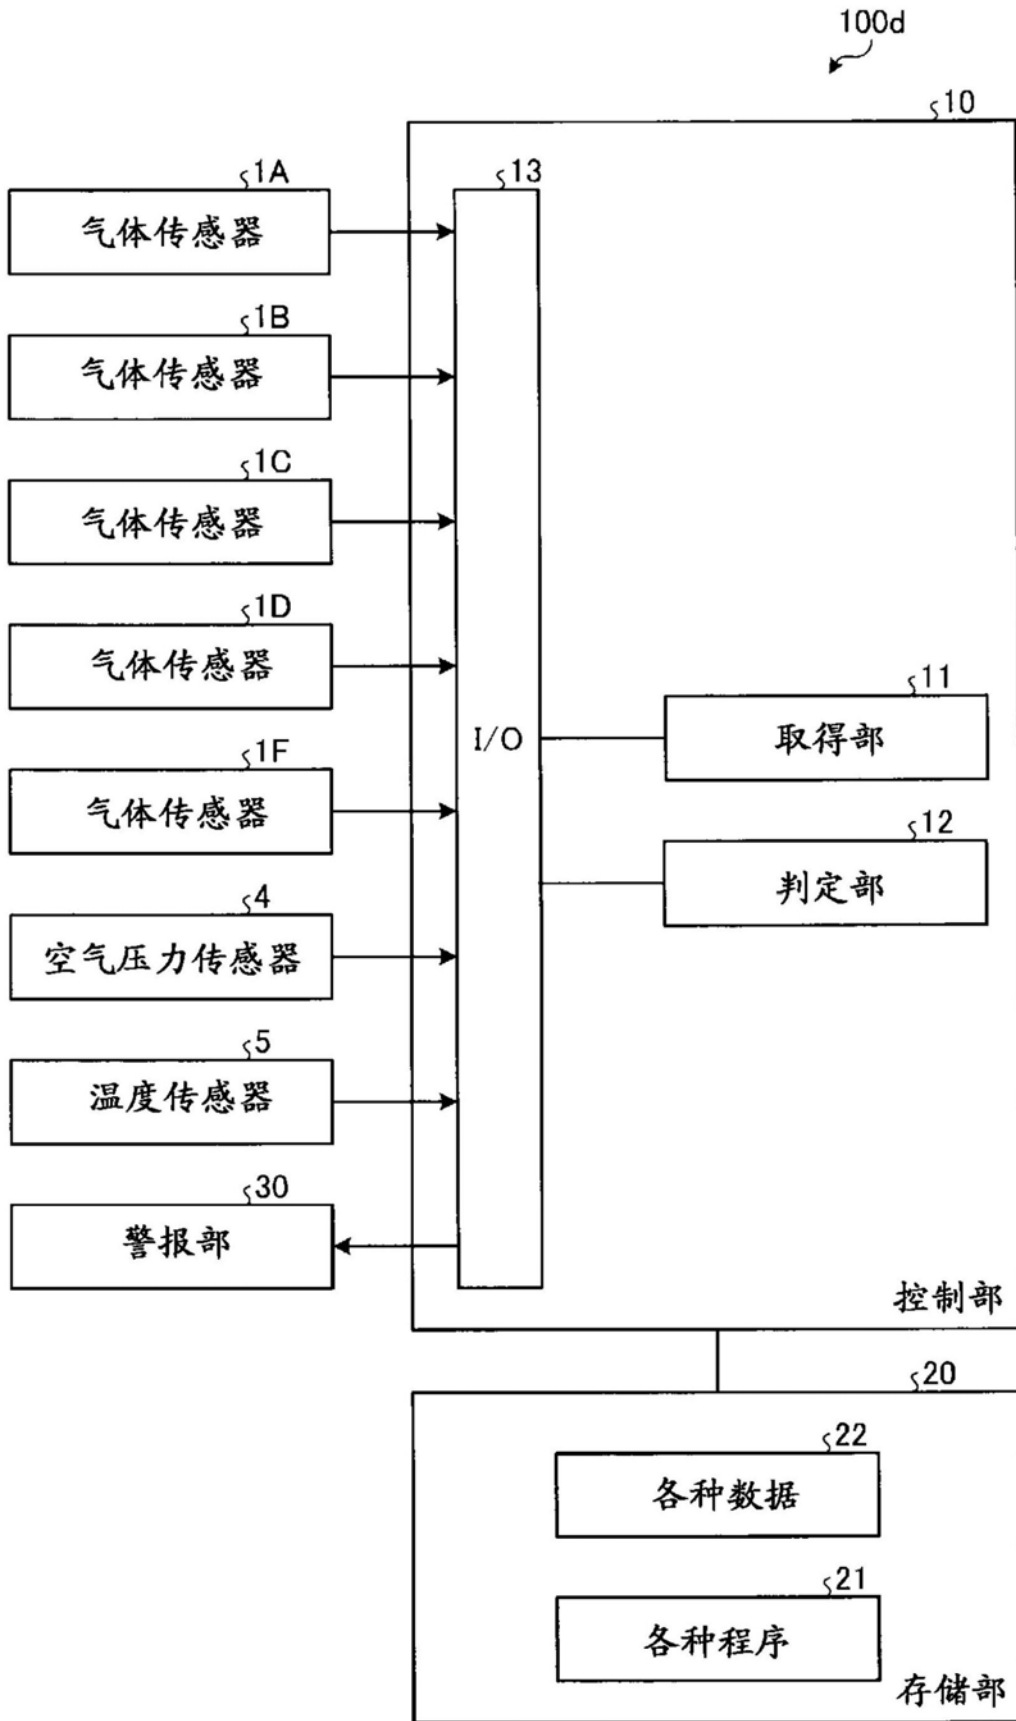 100d
10
1A
气体传感器
13
1B
气体传感器
1C
气体传感器
1D
气体传感器
I/O
11
取得部
1F
气体传感器
12
判定部
4
空气压力传感器
5
温度传感器
30
警报部
控制部
20
22
各种数据
21
各种程序
存储部